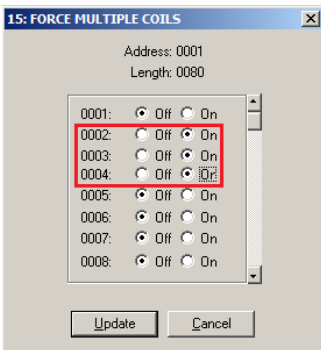 15: FORCE MULTIPLE COILS
Address: 0001
Length: 0080
0001: Off On
0002: Off On
0003: Off On
0004: Off On
0005: Off On
0006: Off On
0007: Off On
0008: Off On
Update Cancel